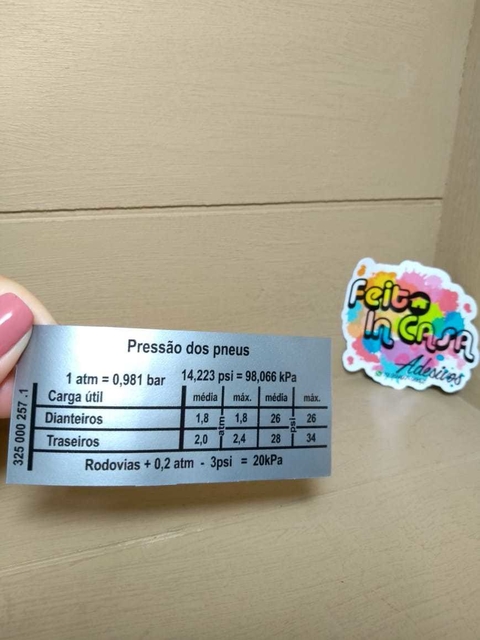 Pressão dos pneus
1 atm = 0,981 bar 14,223 psi = 98,066 kPa
Carga útil média máx. média máx.
Dianteiros 1,8 atm 1,8 26 psi 26
Traseiros 2,0 2,4 28 34
Rodovias + 0,2 atm - 3psi = 20kPa
325 000 257 .1
Feito
In CASA
Adesivos